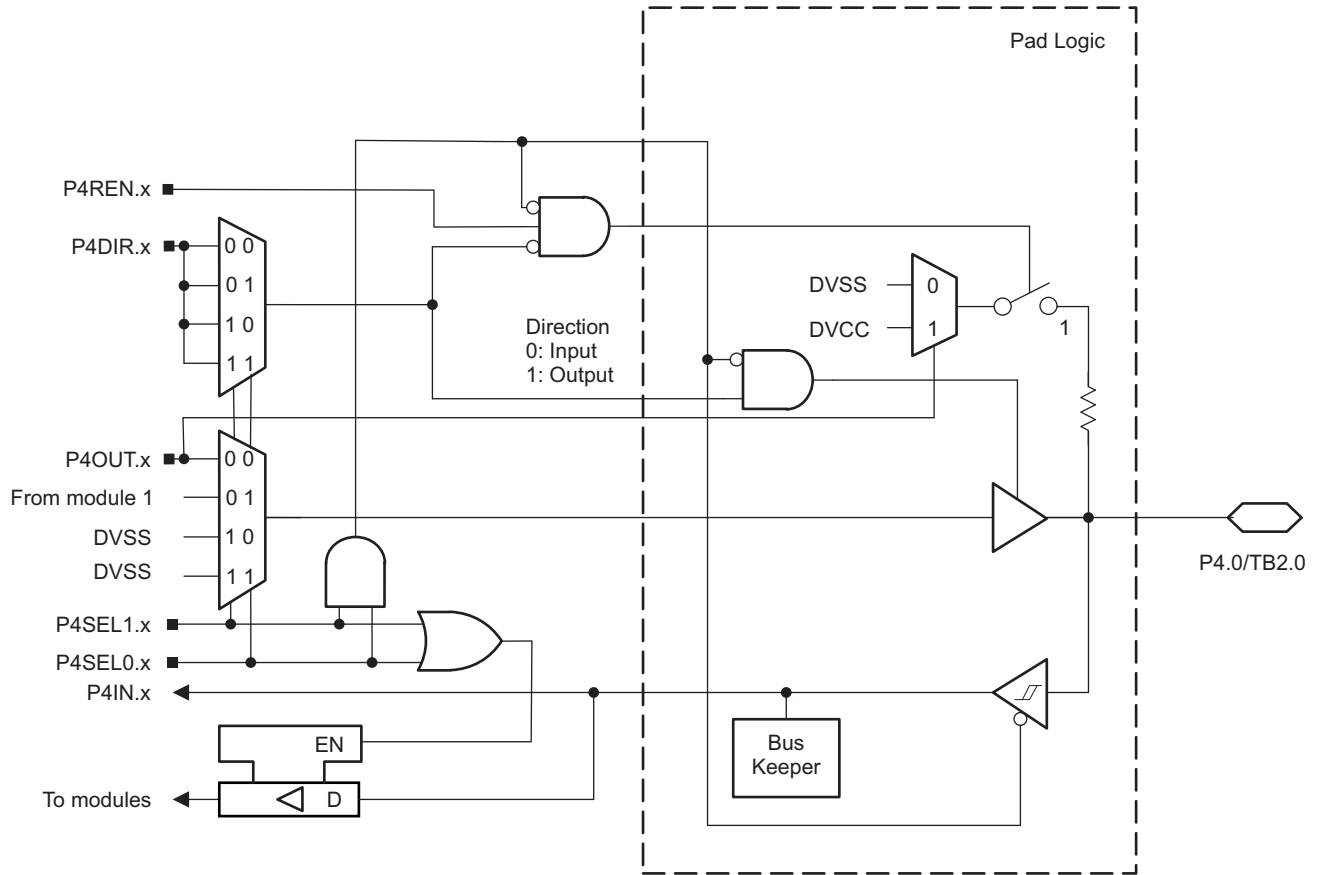 Pad Logic
P4REN.x
P4DIR.x
0 0
0 1
1 0
1 1
Direction
0: Input
1: Output
DVSS
0
DVCC
1
1
P4OUT.x
0 0
From module 1
0 1
DVSS
1 0
DVSS
1 1
P4.0/TB2.0
P4SEL1.x
P4SEL0.x
P4IN.x
Bus
Keeper
EN
To modules
D